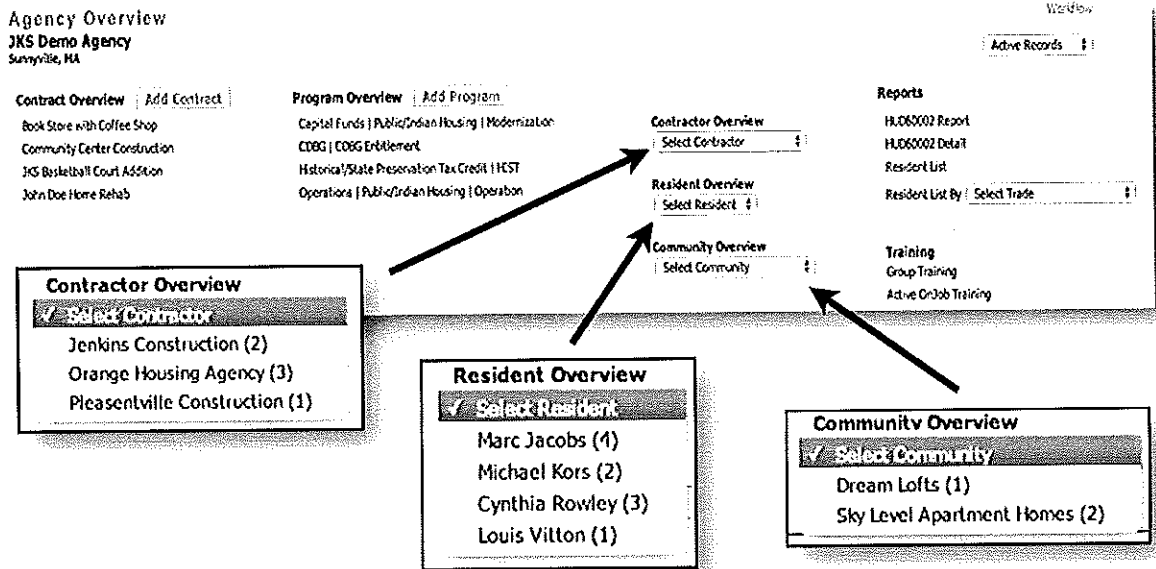 Agency Overview
JKS Demo Agency
Sunnyville, MA
Workflow
Active Records
Contract Overview Add Contract
Book Store with Coffee Shop
Community Center Construction
JKS Basketball Court Addition
John Doe Home Rehab
Program Overview Add Program
Capital Funds | Public/Indian Housing | Modernization
CDBG | CDBG Entitlement
Historical/State Preservation Tax Credit | HCST
Operations | Public/Indian Housing | Operation
Contractor Overview
Select Contractor
Resident Overview
Select Resident
Community Overview
Select Community
Reports
HUD60002 Report
HUD60002 Detail
Resident List
Resident List By Select Trade
Training
Group Training
Active OnJob Training
Contractor Overview
✓ Select Contractor
Jenkins Construction (2)
Orange Housing Agency (3)
Pleasentville Construction (1)
Resident Overview
✓ Select Resident
Marc Jacobs (4)
Michael Kors (2)
Cynthia Rowley (3)
Louis Vitton (1)
Community Overview
✓ Select Community
Dream Lofts (1)
Sky Level Apartment Homes (2)